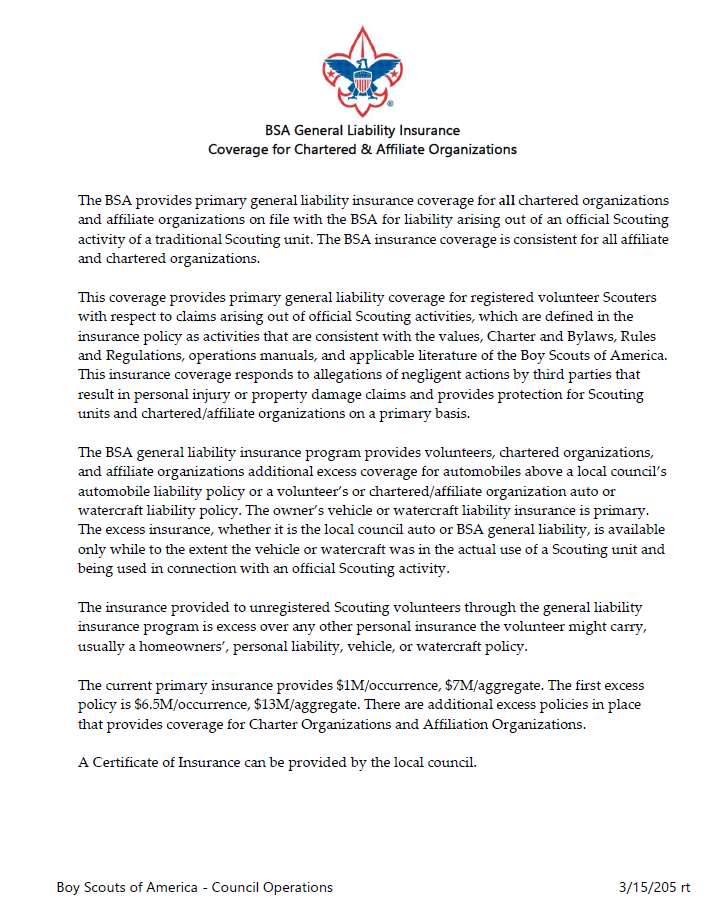 ®
BSA General Liability Insurance
Coverage for Chartered & Affiliate Organizations
The BSA provides primary general liability insurance coverage for all chartered organizations
and affiliate organizations on file with the BSA for liability arising out of an official Scouting
activity of a traditional Scouting unit. The BSA insurance coverage is consistent for all affiliate
and chartered organizations.
This coverage provides primary general liability coverage for registered volunteer Scouters
with respect to claims arising out of official Scouting activities, which are defined in the
insurance policy as activities that are consistent with the values, Charter and Bylaws, Rules
and Regulations, operations manuals, and applicable literature of the Boy Scouts of America.
This insurance coverage responds to allegations of negligent actions by third parties that
result in personal injury or property damage claims and provides protection for Scouting
units and chartered/affiliate organizations on a primary basis.
The BSA general liability insurance program provides volunteers, chartered organizations,
and affiliate organizations additional excess coverage for automobiles above a local council's
automobile liability policy or a volunteer's or chartered/affiliate organization auto or
watercraft liability policy. The owner's vehicle or watercraft liability insurance is primary.
The excess insurance, whether it is the local council auto or BSA general liability, is available
only while to the extent the vehicle or watercraft was in the actual use of a Scouting unit and
being used in connection with an official Scouting activity.
The insurance provided to unregistered Scouting volunteers through the general liability
insurance program is excess over any other personal insurance the volunteer might carry,
usually a homeowners', personal liability, vehicle, or watercraft policy.
The current primary insurance provides $1M/occurrence, $7M/aggregate. The first excess
policy is $6.5M/occurrence, $13M/aggregate. There are additional excess policies in place
that provides coverage for Charter Organizations and Affiliation Organizations.
A Certificate of Insurance can be provided by the local council.
Boy Scouts of America - Council Operations 3/15/205 rt